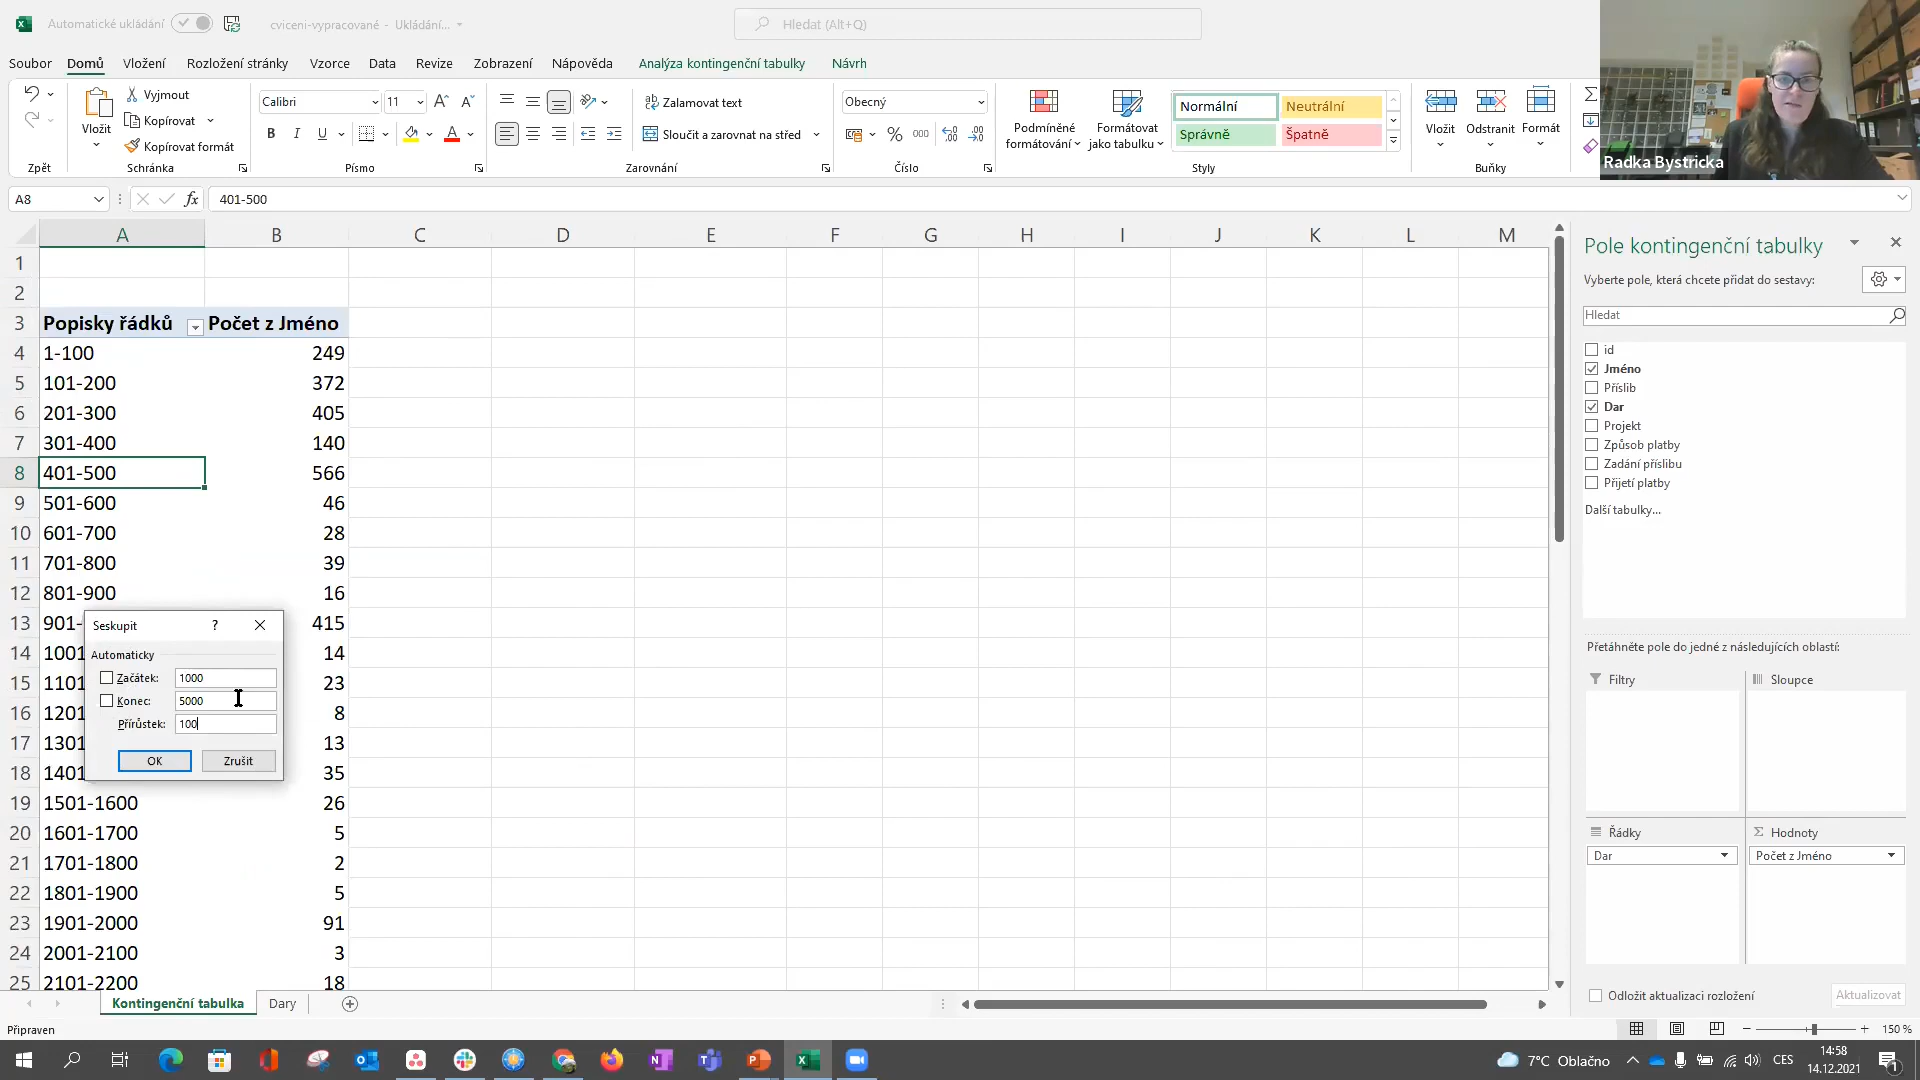 Automatické ukládání
cviceni-vypracované - Ukládání...
Hledat (Alt+Q)
Soubor Domů Vložení Rozložení stránky Vzorce Data Revize Zobrazení Nápověda Analýza kontingenční tabulky Návrh
Vložit
Vyjmout
Kopírovat
Kopírovat formát
Calibri 11
Zalamovat text
Sloučit a zarovnat na střed
Obecný
Podmíněné formátování
Formátovat jako tabulku
Normální Neutrální
Správně Špatně
Vložit Odstranit Formát
Zpět Schránka Písmo Zarovnání Číslo Styly Buňky
Radka Bystricka
A8 fx 401-500
A B C D E F G H I J K L M
1
2
3 Popisky řádků Počet z Jméno
4 1-100 249
5 101-200 372
6 201-300 405
7 301-400 140
8 401-500 566
9 501-600 46
10 601-700 28
11 701-800 39
12 801-900 16
13 901- 415
14 1001 14
15 1101 23
16 1201 8
17 1301 13
18 1401 35
19 1501-1600 26
20 1601-1700 5
21 1701-1800 2
22 1801-1900 5
23 1901-2000 91
24 2001-2100 3
25 2101-2200 18
Seskupit ?
Automaticky
Začátek: 1000
Konec: 5000
Přírůstek: 100
OK Zrušit
Pole kontingenční tabulky
Vyberte pole, která chcete přidat do sestavy:
Hledat
id
Jméno
Příslib
Dar
Projekt
Způsob platby
Zadání příslibu
Přijetí platby
Další tabulky...
Přetáhněte pole do jedné z následujících oblastí:
Filtry Sloupce
Řádky Hodnoty
Dar Počet z Jméno
Odložit aktualizaci rozložení Aktualizovat
Kontingenční tabulka Dary
Připraven
150 %
7°C Oblačno
CES
14:58
14.12.2021